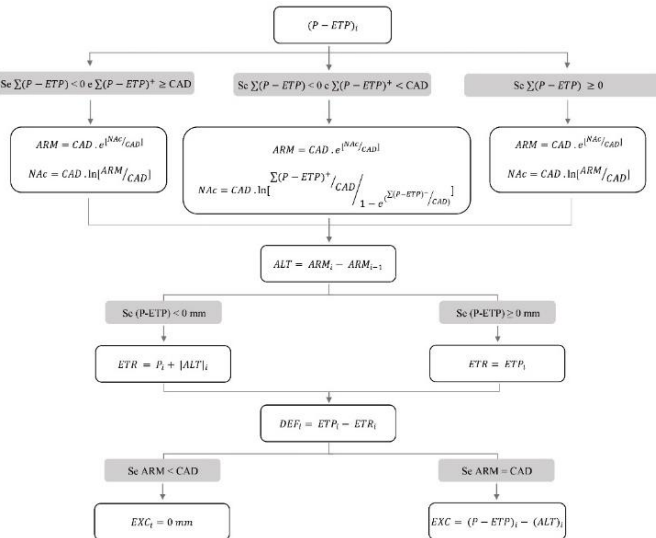 (P − ETP)ᵢ
Se ∑(P − ETP) < 0 e ∑(P − ETP)⁺ ≥ CAD
Se ∑(P − ETP) < 0 e ∑(P − ETP)⁺ < CAD
Se ∑(P − ETP) ≥ 0
ARM = CAD . e^[NAc/CAD]
NAc = CAD . ln[ARM/CAD]
ARM = CAD . e^[NAc/CAD]
NAc = CAD . ln[∑(P − ETP)⁺/CAD / 1 − e^(∑(P−ETP)⁻/CAD)]
ARM = CAD . e^[NAc/CAD]
NAc = CAD . ln[ARM/CAD]
ALT = ARMᵢ − ARMᵢ₋₁
Se (P-ETP) < 0 mm
Se (P-ETP) ≥ 0 mm
ETR = Pᵢ + |ALT|ᵢ
ETR = ETPᵢ
DEFᵢ = ETPᵢ − ETRᵢ
Se ARM < CAD
Se ARM = CAD
EXCᵢ = 0 mm
EXC = (P − ETP)ᵢ − (ALT)ᵢ